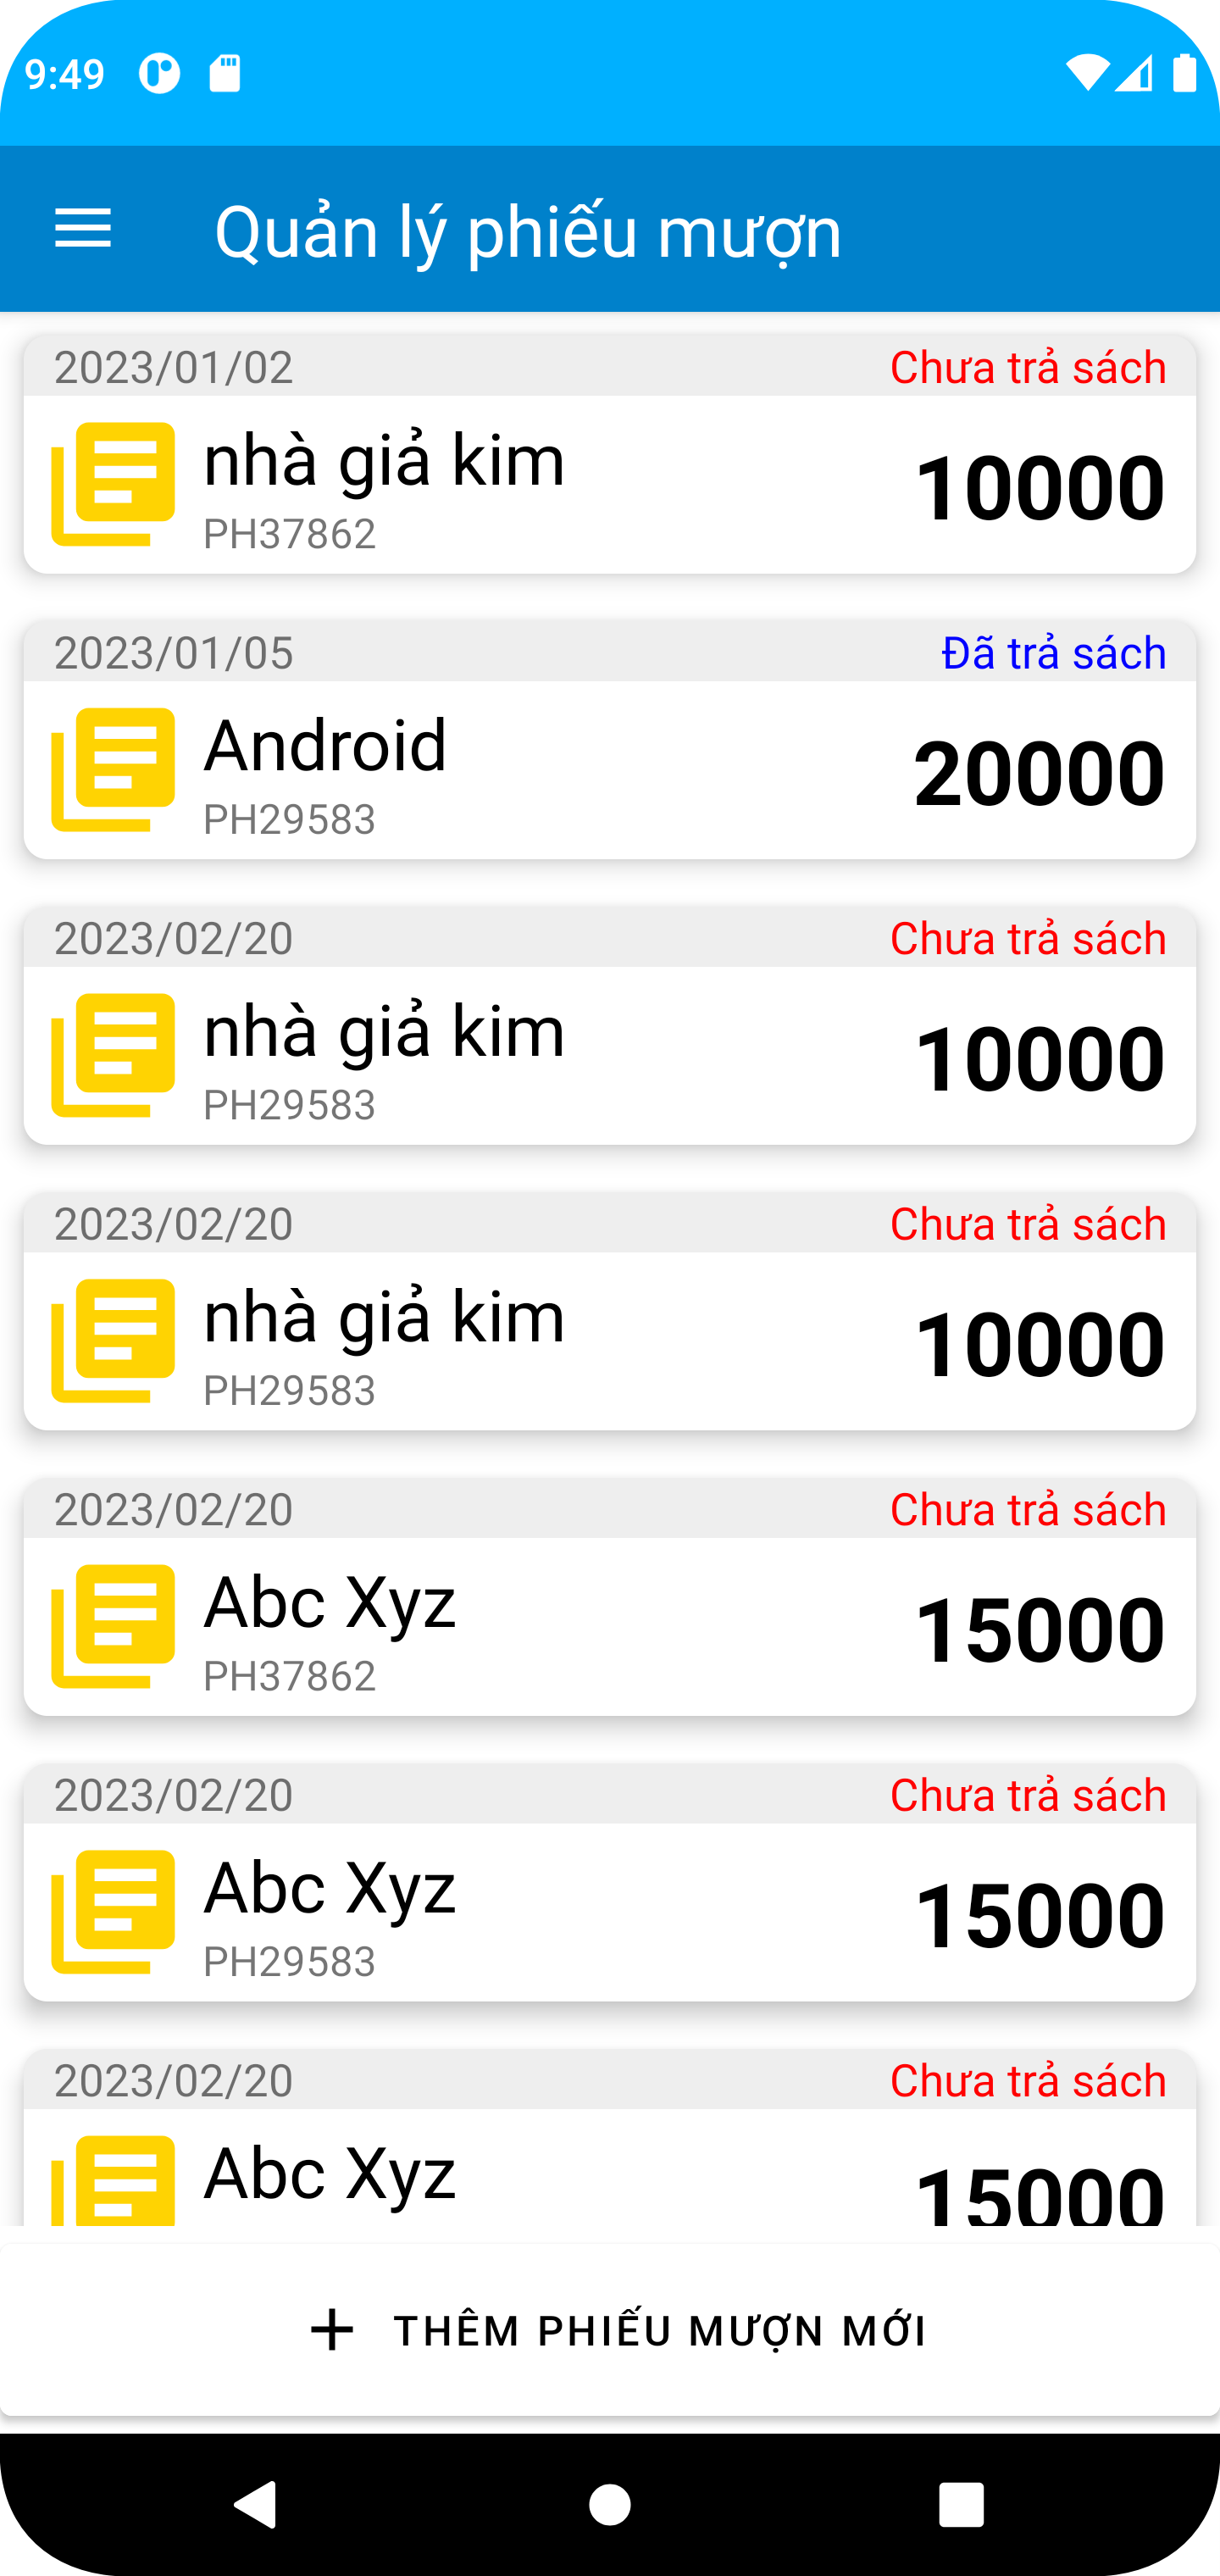 9:49
Quản lý phiếu mượn
2023/01/02 Chưa trả sách
nhà giả kim
10000
PH37862
2023/01/05 Đã trả sách
Android
20000
PH29583
2023/02/20 Chưa trả sách
nhà giả kim
10000
PH29583
2023/02/20 Chưa trả sách
nhà giả kim
10000
PH29583
2023/02/20 Chưa trả sách
Abc Xyz
15000
PH37862
2023/02/20 Chưa trả sách
Abc Xyz
15000
PH29583
2023/02/20 Chưa trả sách
Abc Xyz
15000
THÊM PHIẾU MƯỢN MỚI